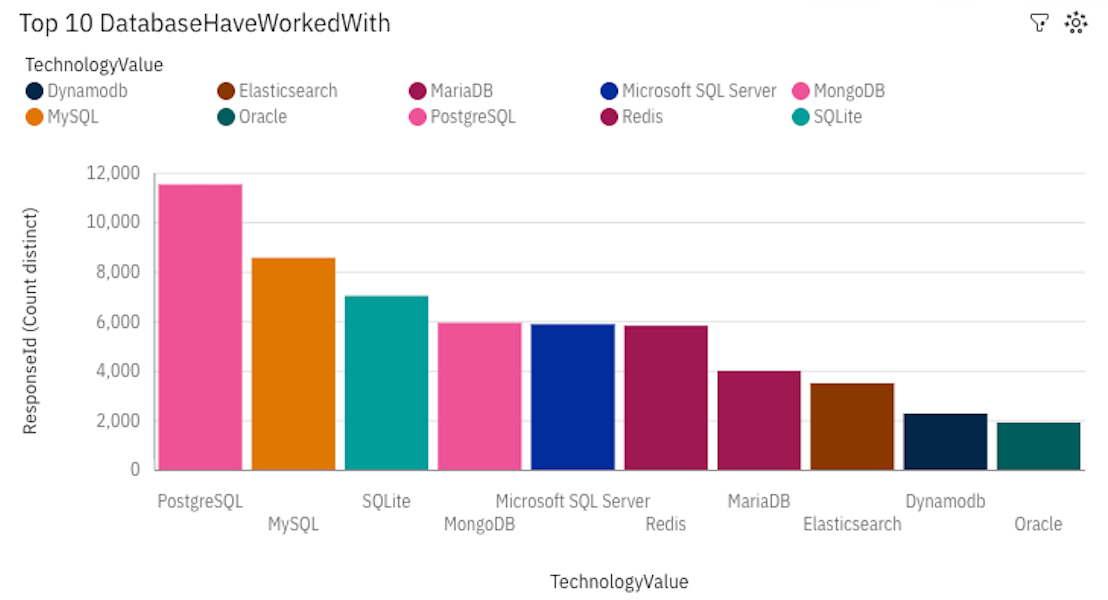 Top 10 DatabaseHaveWorkedWith
TechnologyValue
Dynamodb Elasticsearch MariaDB Microsoft SQL Server MongoDB
MySQL Oracle PostgreSQL Redis SQLite
ResponseId (Count distinct)
12,000
10,000
8,000
6,000
4,000
2,000
0
PostgreSQL SQLite Microsoft SQL Server MariaDB Dynamodb
MySQL MongoDB Redis Elasticsearch Oracle
TechnologyValue